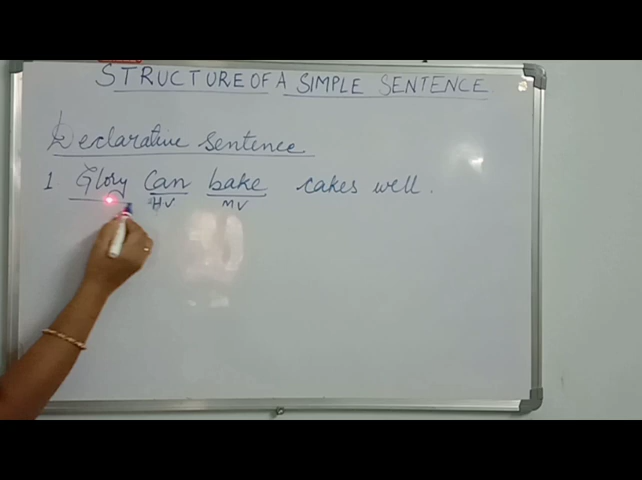 STRUCTURE OF A SIMPLE SENTENCE
Declarative sentence
1 Glory can bake cakes well.
HV MV